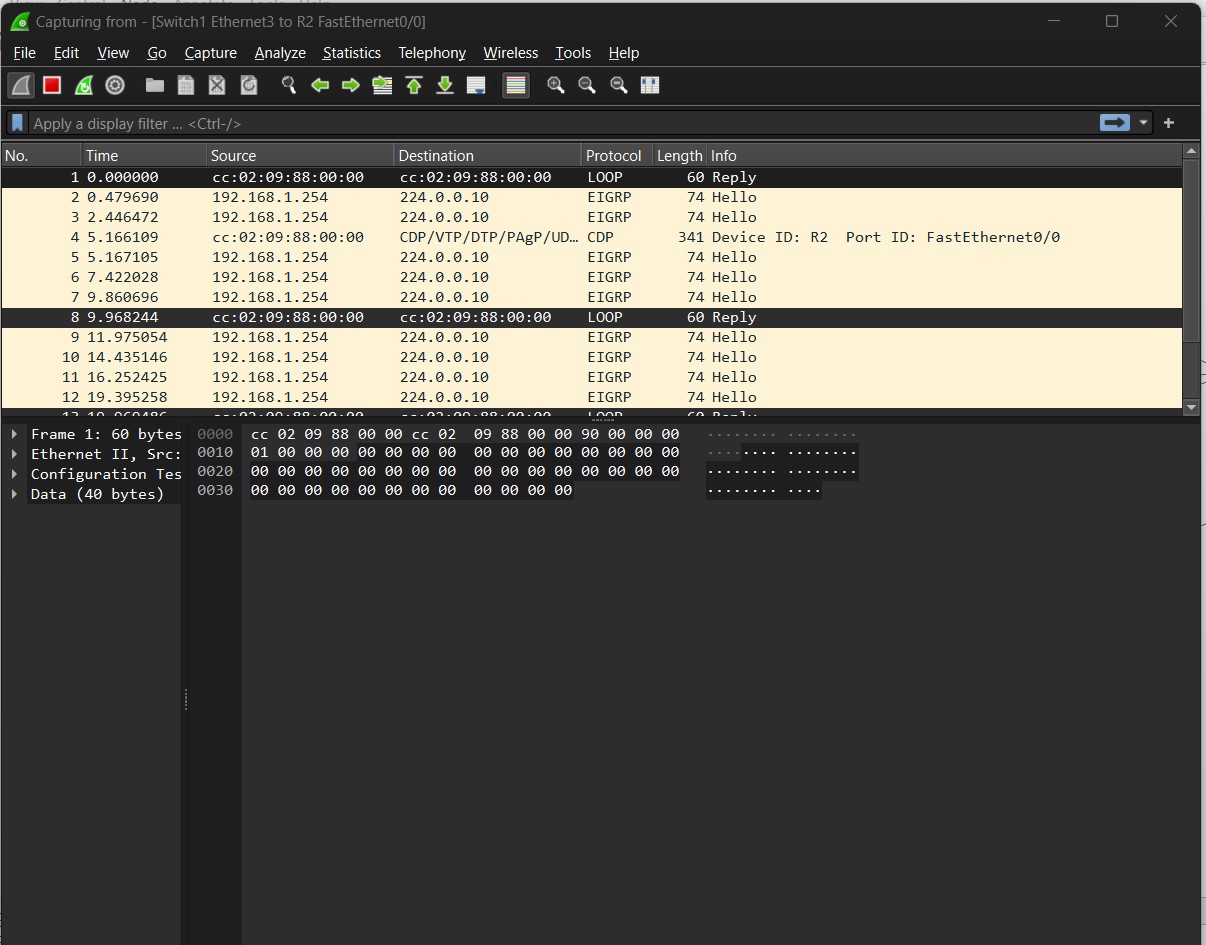 Capturing from - [Switch1 Ethernet3 to R2 FastEthernet0/0]
File Edit View Go Capture Analyze Statistics Telephony Wireless Tools Help
Apply a display filter ... <Ctrl-/>
No. Time Source Destination Protocol Length Info
1 0.000000 cc:02:09:88:00:00 cc:02:09:88:00:00 LOOP 60 Reply
2 0.479690 192.168.1.254 224.0.0.10 EIGRP 74 Hello
3 2.446472 192.168.1.254 224.0.0.10 EIGRP 74 Hello
4 5.166109 cc:02:09:88:00:00 CDP/VTP/DTP/PAgP/UD… CDP 341 Device ID: R2 Port ID: FastEthernet0/0
5 5.167105 192.168.1.254 224.0.0.10 EIGRP 74 Hello
6 7.422028 192.168.1.254 224.0.0.10 EIGRP 74 Hello
7 9.860696 192.168.1.254 224.0.0.10 EIGRP 74 Hello
8 9.968244 cc:02:09:88:00:00 cc:02:09:88:00:00 LOOP 60 Reply
9 11.975054 192.168.1.254 224.0.0.10 EIGRP 74 Hello
10 14.435146 192.168.1.254 224.0.0.10 EIGRP 74 Hello
11 16.252425 192.168.1.254 224.0.0.10 EIGRP 74 Hello
12 19.395258 192.168.1.254 224.0.0.10 EIGRP 74 Hello
Frame 1: 60 bytes
Ethernet II, Src:
Configuration Tes
Data (40 bytes)
0000 cc 02 09 88 00 00 cc 02 09 88 00 00 90 00 00 00 ········ ········
0010 01 00 00 00 00 00 00 00 00 00 00 00 00 00 00 00 ········ ········
0020 00 00 00 00 00 00 00 00 00 00 00 00 00 00 00 00 ········ ········
0030 00 00 00 00 00 00 00 00 00 00 00 00 ········ ····